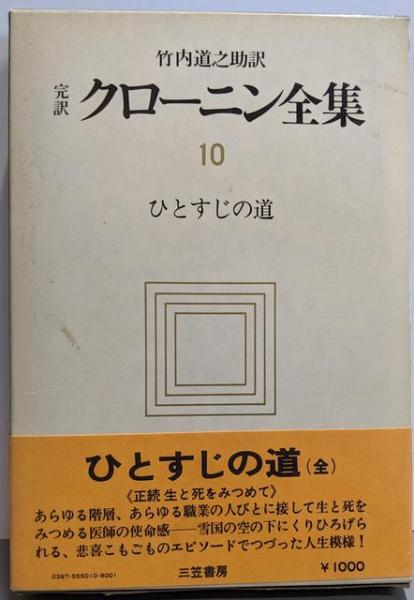 竹内道之助訳
完訳 クローニン全集
10
ひとすじの道
ひとすじの道(全)
《正続 生と死をみつめて》
あらゆる階層、あらゆる職業の人びとに接して生と死を
みつめる医師の使命感──雪国の空の下にくりひろげら
れる、悲喜こもごものエピソードでつづった人生模様!
0397-555010-8001
三笠書房
¥1000